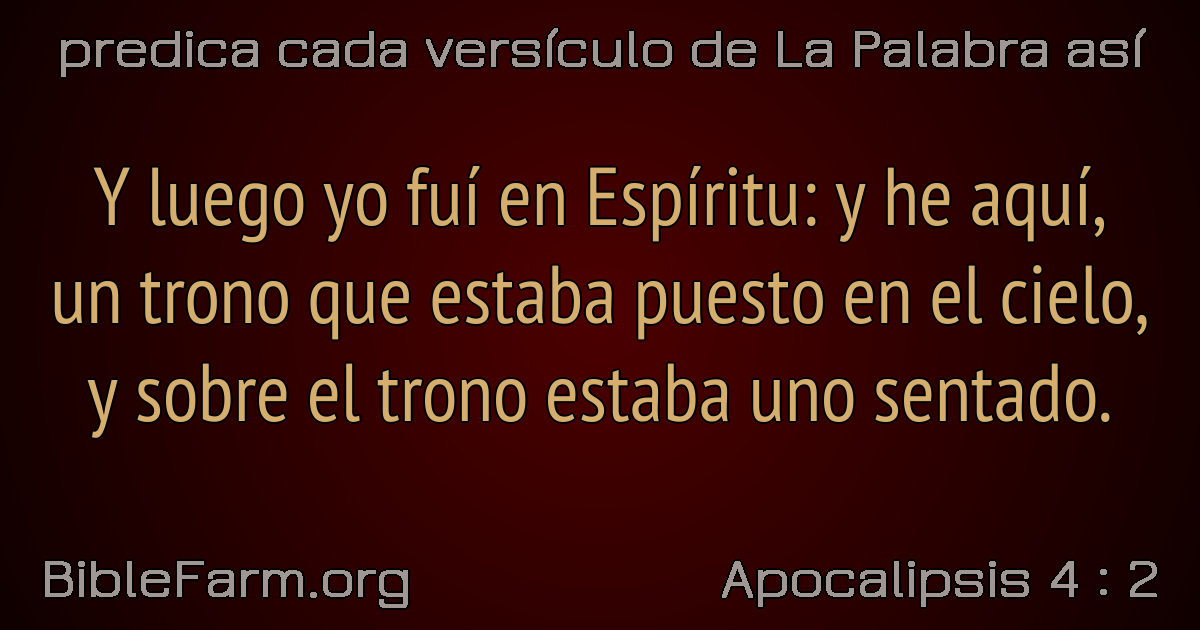 predica cada versículo de La Palabra así
Y luego yo fuí en Espíritu: y he aquí,
un trono que estaba puesto en el cielo,
y sobre el trono estaba uno sentado.
BibleFarm.org
Apocalipsis 4 : 2